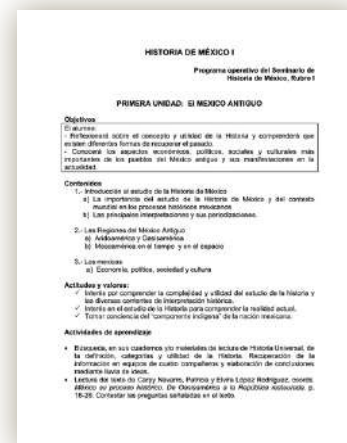 HISTORIA DE MÉXICO I
Programa operativo del Seminario de
Historia de México, Rubro I
PRIMERA UNIDAD: El MEXICO ANTIGUO
Objetivos
El alumno:
- Reflexionará sobre el concepto y utilidad de la Historia y comprenderá que
existen diferentes formas de recuperar el pasado.
- Conocerá los aspectos económicos, políticos, sociales y culturales más
importantes de los pueblos del México antiguo y sus manifestaciones en la
actualidad.
Contenidos
1.- Introducción al estudio de la Historia de México
a) La importancia del estudio de la Historia de México y del contexto
mundial en los procesos históricos mexicanos
b) Las principales interpretaciones y sus periodizaciones.
2.- Las Regiones del México Antiguo
a) Aridoamérica y Oasisamérica
b) Mesoamérica en el tiempo y en el espacio
3.- Los mexicas
a) Economía, política, sociedad y cultura
Actitudes y valores:
✓ Interés por comprender la complejidad y utilidad del estudio de la historia y
las diversas corrientes de interpretación histórica.
✓ Interés en el estudio de la Historia para comprender la realidad actual.
✓ Tomar conciencia del "componente indígena" de la nación mexicana.
Actividades de aprendizaje
• Búsqueda, en sus cuadernos y/o materiales de lectura de Historia Universal, de
la definición, categorías y utilidad de la Historia. Recuperación de la
información en equipos de cuatro compañeros y elaboración de conclusiones
mediante lluvia de ideas.
• Lectura del texto de Carpy Navarro, Patricia y Elvira López Rodríguez, coords.
México su proceso histórico. De Oasisamérica a la República restaurada, p.
16-26. Contestar las preguntas señaladas en el texto.